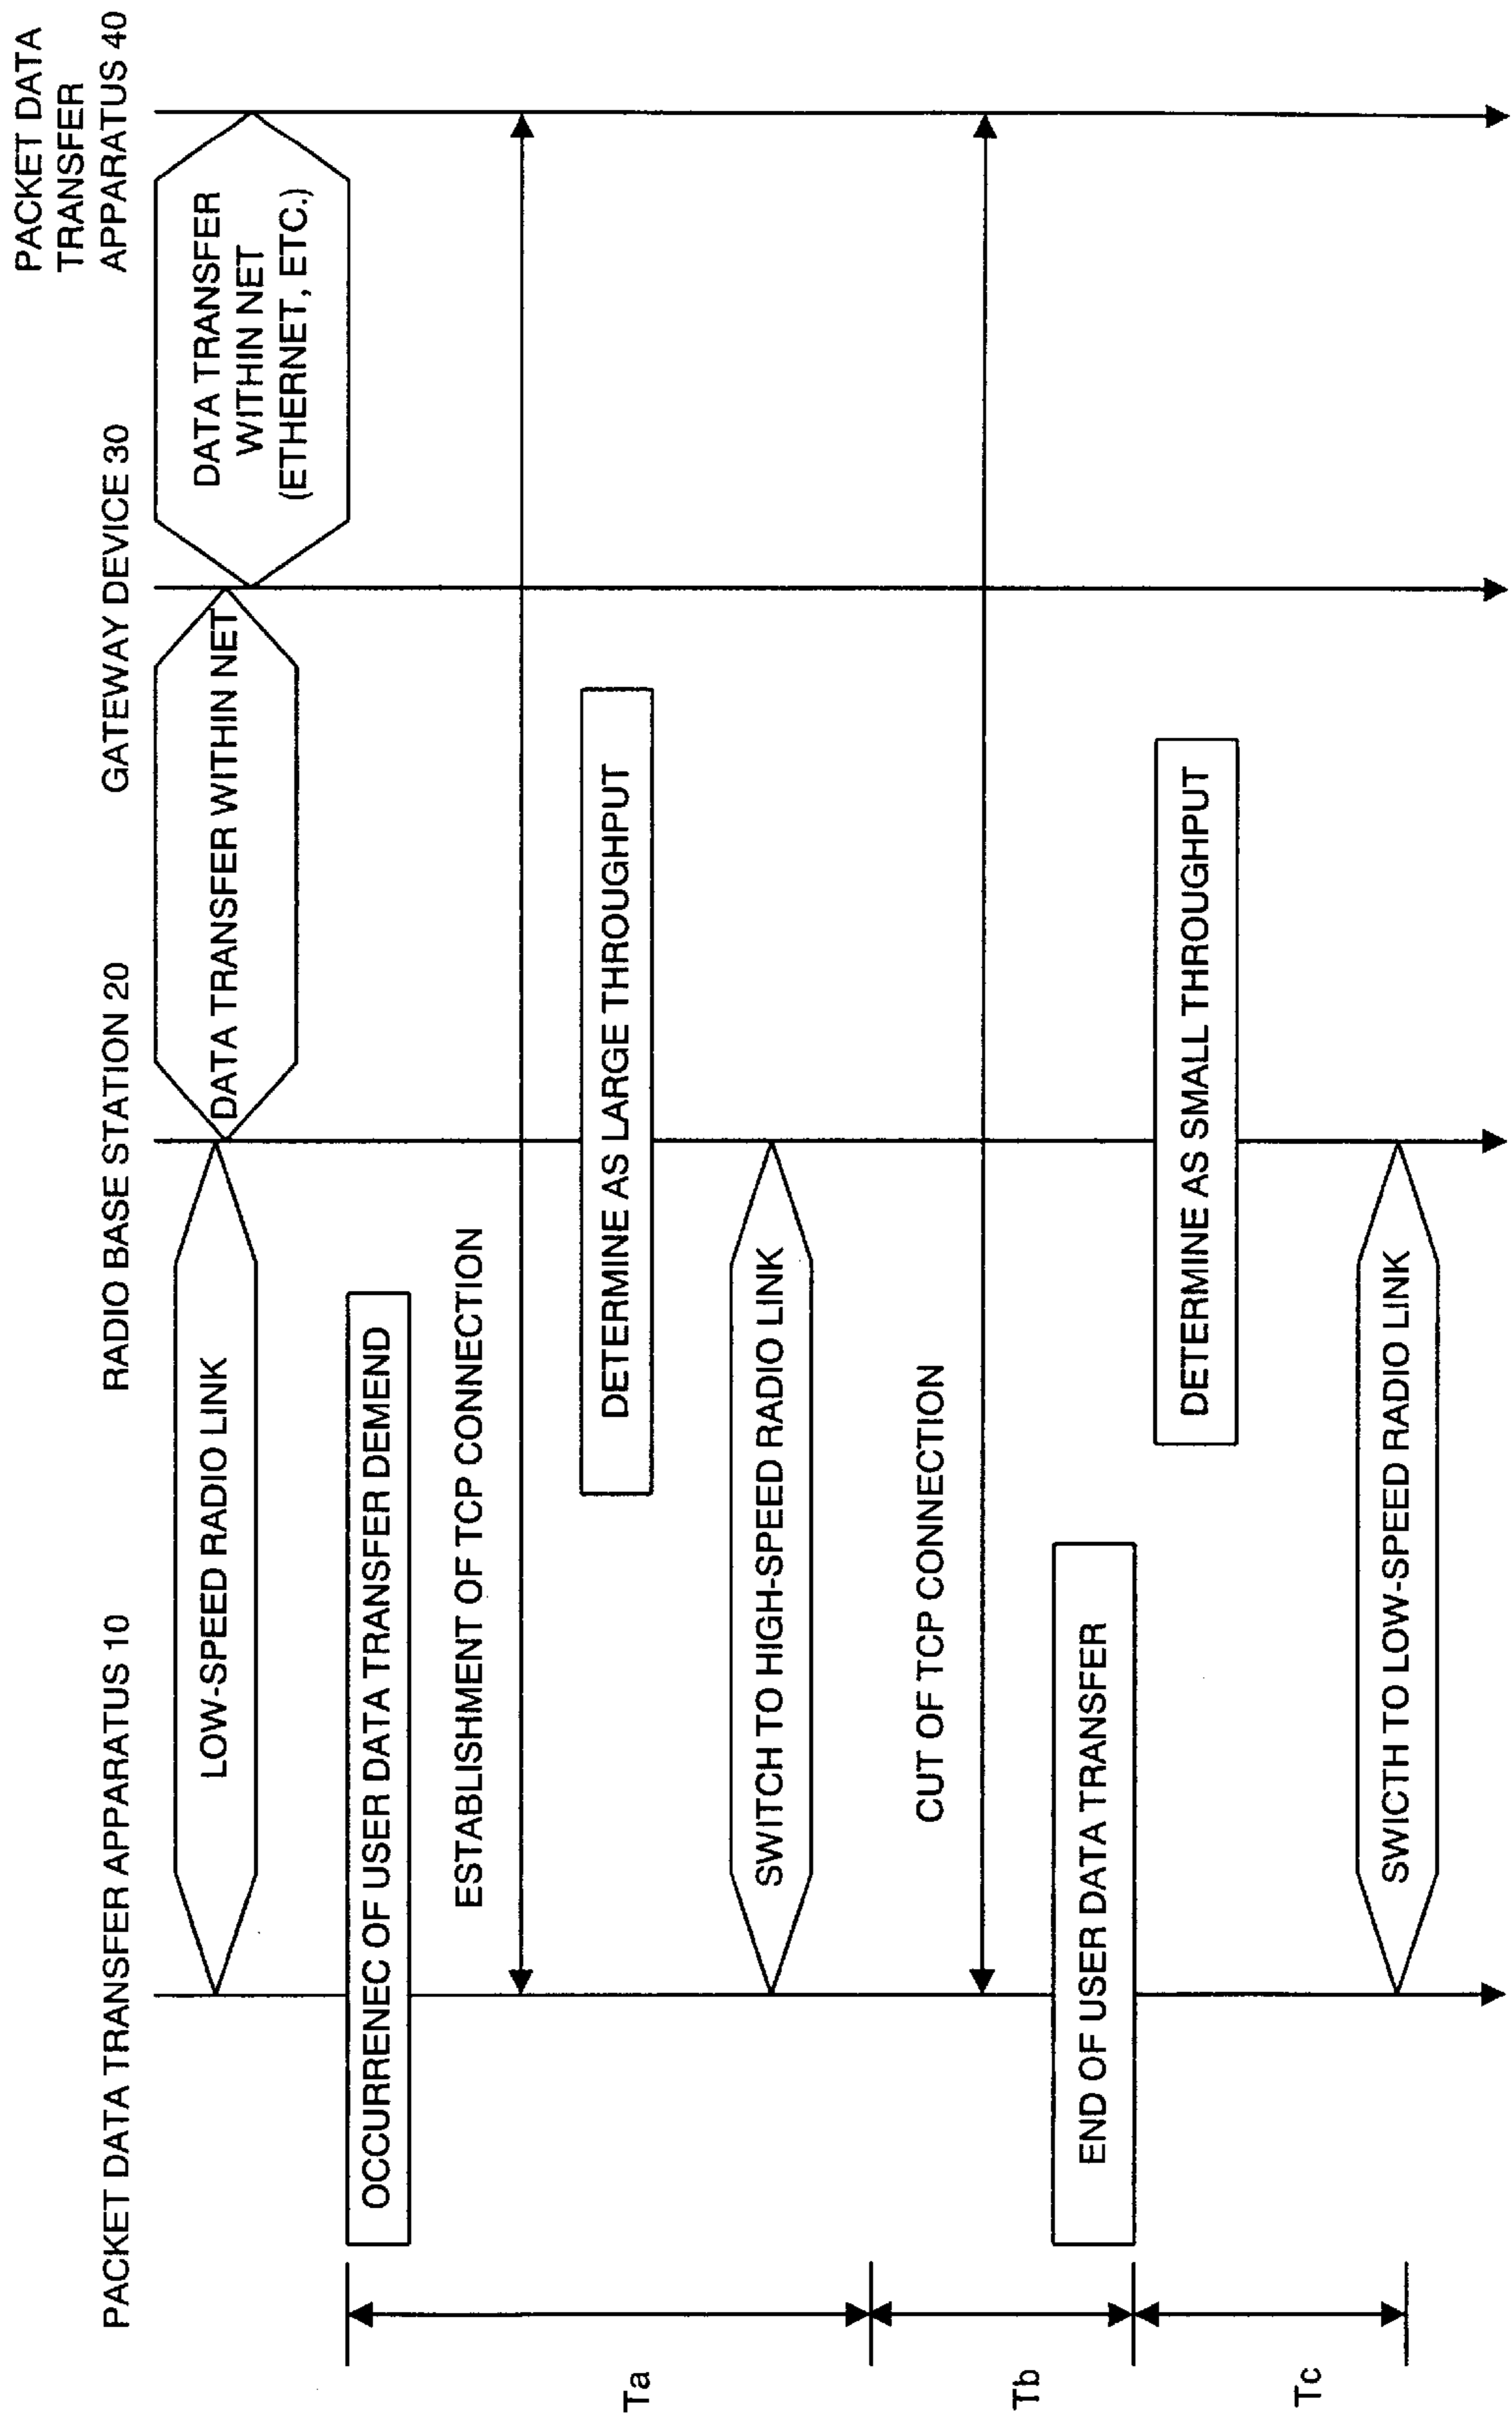 PACKET DATA TRANSFER APPARATUS 10
RADIO BASE STATION 20
GATEWAY DEVICE 30
PACKET DATA
TRANSFER
APPARATUS 40
LOW-SPEED RADIO LINK
DATA TRANSFER WITHIN NET
DATA TRANSFER
WITHIN NET
(ETHERNET, ETC.)
OCCURRENEC OF USER DATA TRANSFER DEMEND
ESTABLISHMENT OF TCP CONNECTION
DETERMINE AS LARGE THROUGHPUT
Ta
SWITCH TO HIGH-SPEED RADIO LINK
CUT OF TCP CONNECTION
Tb
END OF USER DATA TRANSFER
DETERMINE AS SMALL THROUGHPUT
Tc
SWICTH TO LOW-SPEED RADIO LINK